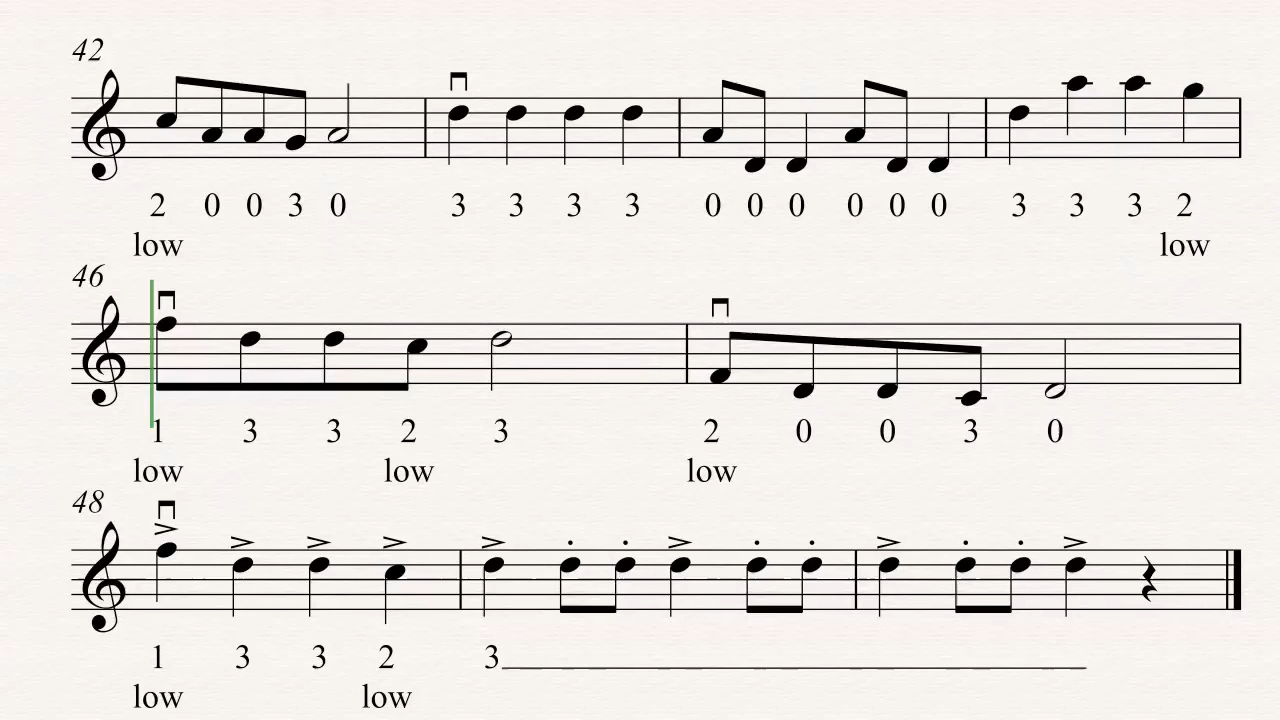 42
2 0 0 3 0 3 3 3 3 0 0 0 0 0 0 3 3 3 2
low low
46
1 3 3 2 3 2 0 0 3 0
low low low
48
1 3 3 2 3
low low